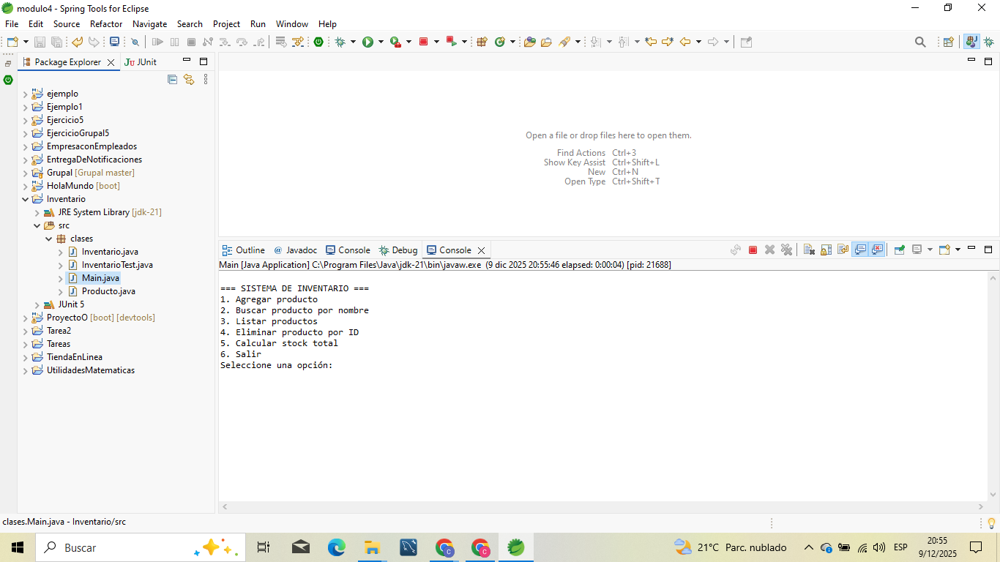 modulo4 - Spring Tools for Eclipse
File Edit Source Refactor Navigate Search Project Run Window Help
Package Explorer
JUnit
ejemplo
Ejemplo1
Ejercicio5
EjercicioGrupal5
EmpresaconEmpleados
EntregaDeNotificaciones
Grupal [Grupal master]
HolaMundo [boot]
Inventario
JRE System Library [jdk-21]
src
clases
Inventario.java
InventarioTest.java
Main.java
Producto.java
JUnit 5
ProyectoO [boot] [devtools]
Tarea2
Tareas
TiendaEnLinea
UtilidadesMatematicas
Open a file or drop files here to open them.
Find Actions Ctrl+3
Show Key Assist Ctrl+Shift+L
New Ctrl+N
Open Type Ctrl+Shift+T
Outline @ Javadoc Console Debug Console
Main [Java Application] C:\Program Files\Java\jdk-21\bin\javaw.exe (9 dic 2025 20:55:46 elapsed: 0:00:04) [pid: 21688]
=== SISTEMA DE INVENTARIO ===
1. Agregar producto
2. Buscar producto por nombre
3. Listar productos
4. Eliminar producto por ID
5. Calcular stock total
6. Salir
Seleccione una opción:
clases.Main.java - Inventario/src
Buscar
21°C Parc. nublado
ESP
20:55
9/12/2025